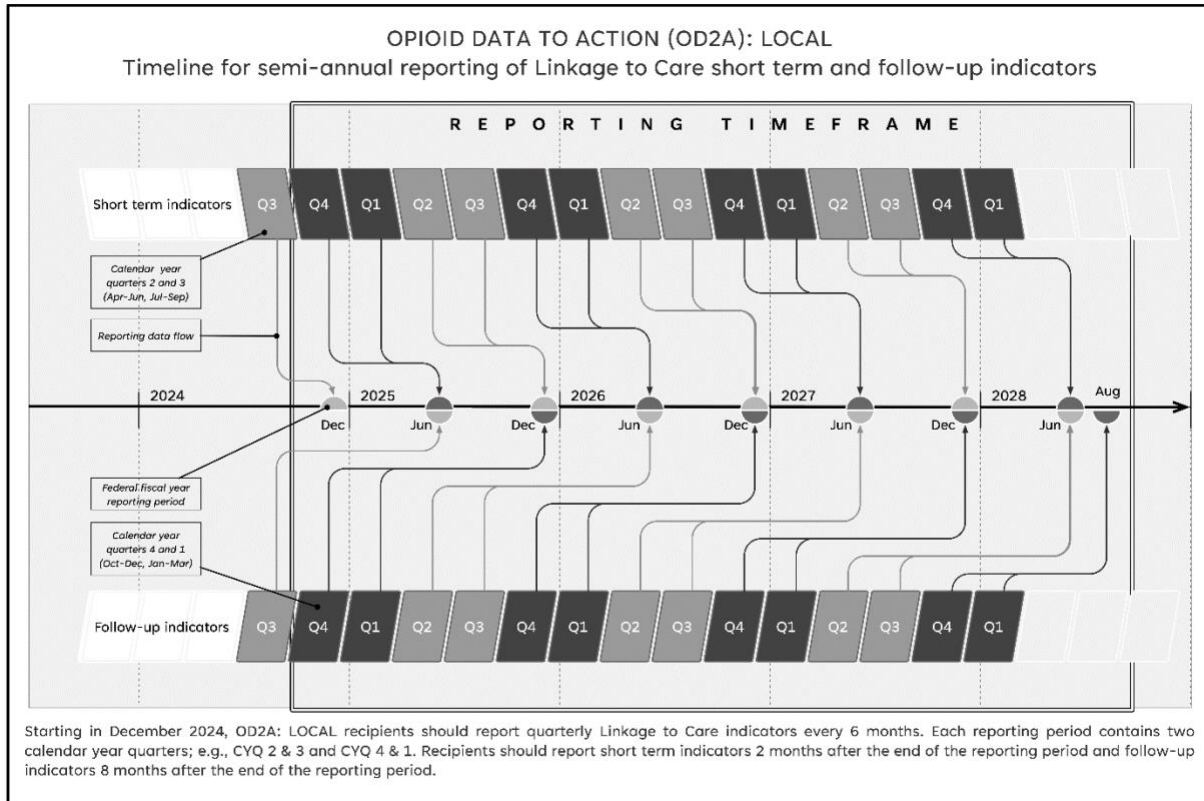 OPIOID DATA TO ACTION (OD2A): LOCAL
Timeline for semi-annual reporting of Linkage to Care short term and follow-up indicators
REPORTING TIMEFRAME
Short term indicators Q3 Q4 Q1 Q2 Q3 Q4 Q1 Q2 Q3 Q4 Q1 Q2 Q3 Q4 Q1
Calendar year
quarters 2 and 3
(Apr-Jun, Jul-Sep)
Reporting data flow
2024 2025 2026 2027 2028 Aug
Dec Jun Dec Jun Dec Jun Dec Jun
Federal fiscal year
reporting period
Calendar year
quarters 4 and 1
(Oct-Dec, Jan-Mar)
Follow-up indicators Q3 Q4 Q1 Q2 Q3 Q4 Q1 Q2 Q3 Q4 Q1 Q2 Q3 Q4 Q1
Starting in December 2024, OD2A: LOCAL recipients should report quarterly Linkage to Care indicators every 6 months. Each reporting period contains two
calendar year quarters; e.g., CYQ 2 & 3 and CYQ 4 & 1. Recipients should report short term indicators 2 months after the end of the reporting period and follow-up
indicators 8 months after the end of the reporting period.